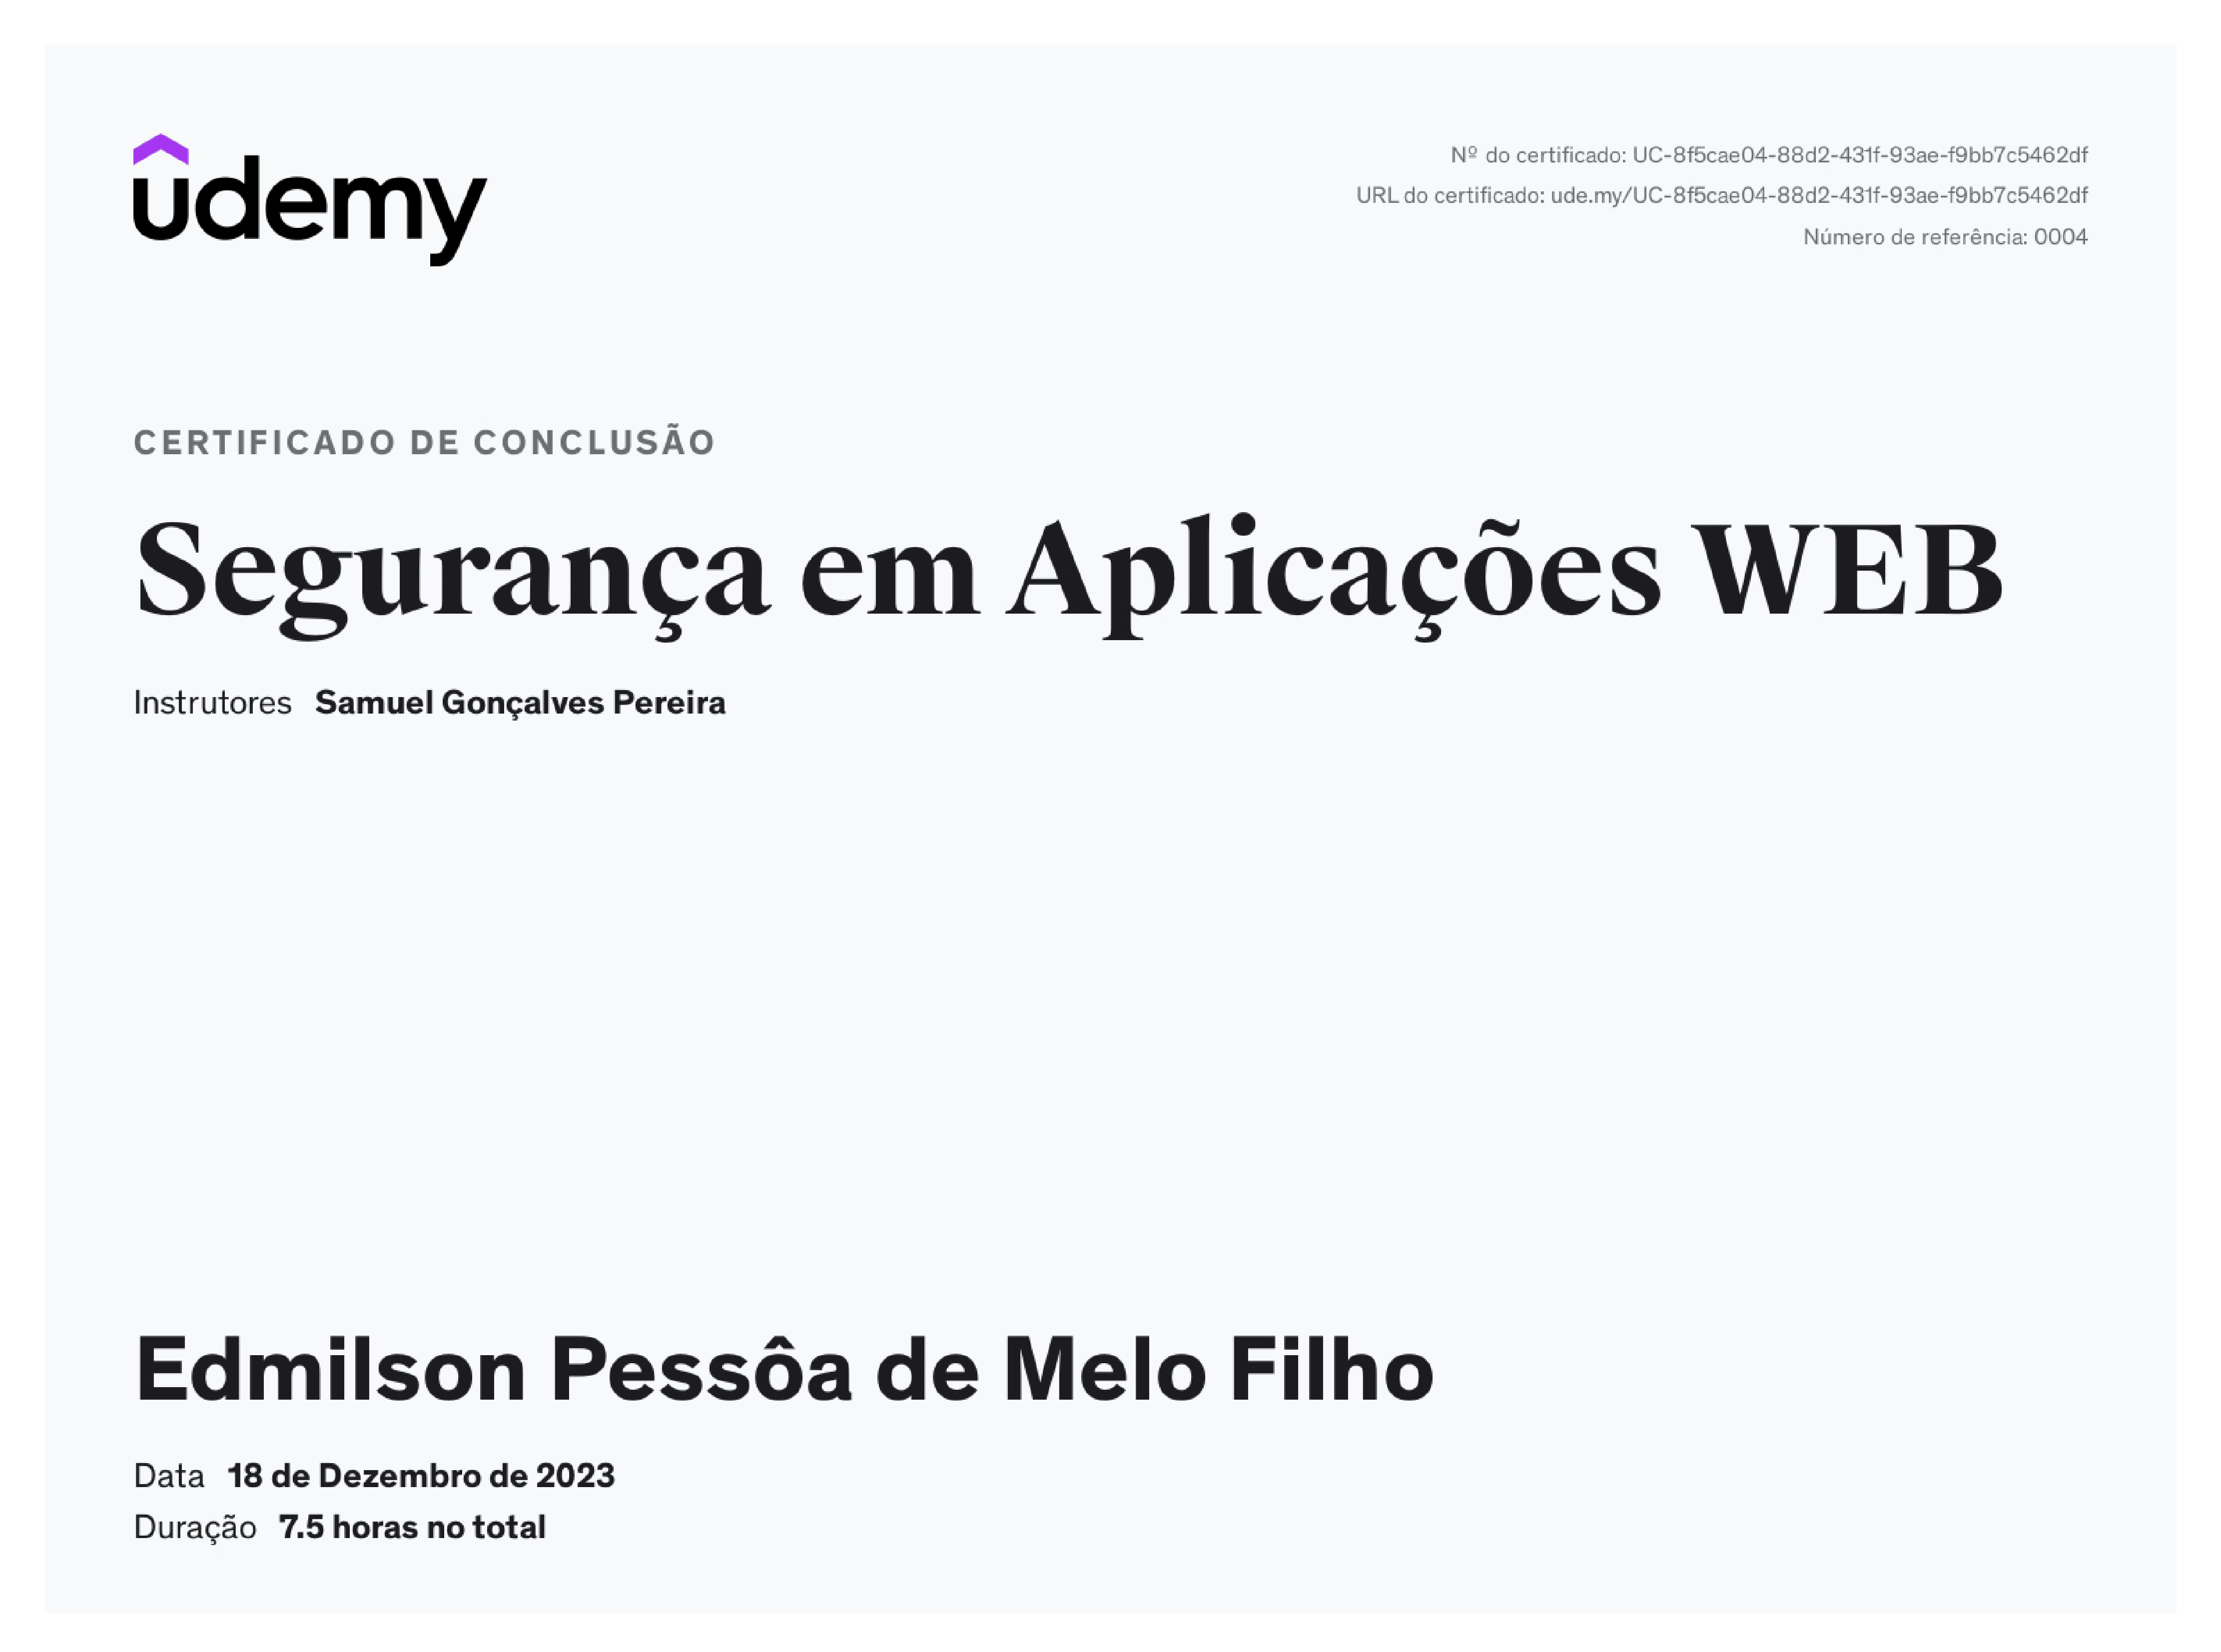 udemy
Nº do certificado: UC-8f5cae04-88d2-431f-93ae-f9bb7c5462df
URL do certificado: ude.my/UC-8f5cae04-88d2-431f-93ae-f9bb7c5462df
Número de referência: 0004
CERTIFICADO DE CONCLUSÃO
Segurança em Aplicações WEB
Instrutores Samuel Gonçalves Pereira
Edmilson Pessôa de Melo Filho
Data 18 de Dezembro de 2023
Duração 7.5 horas no total